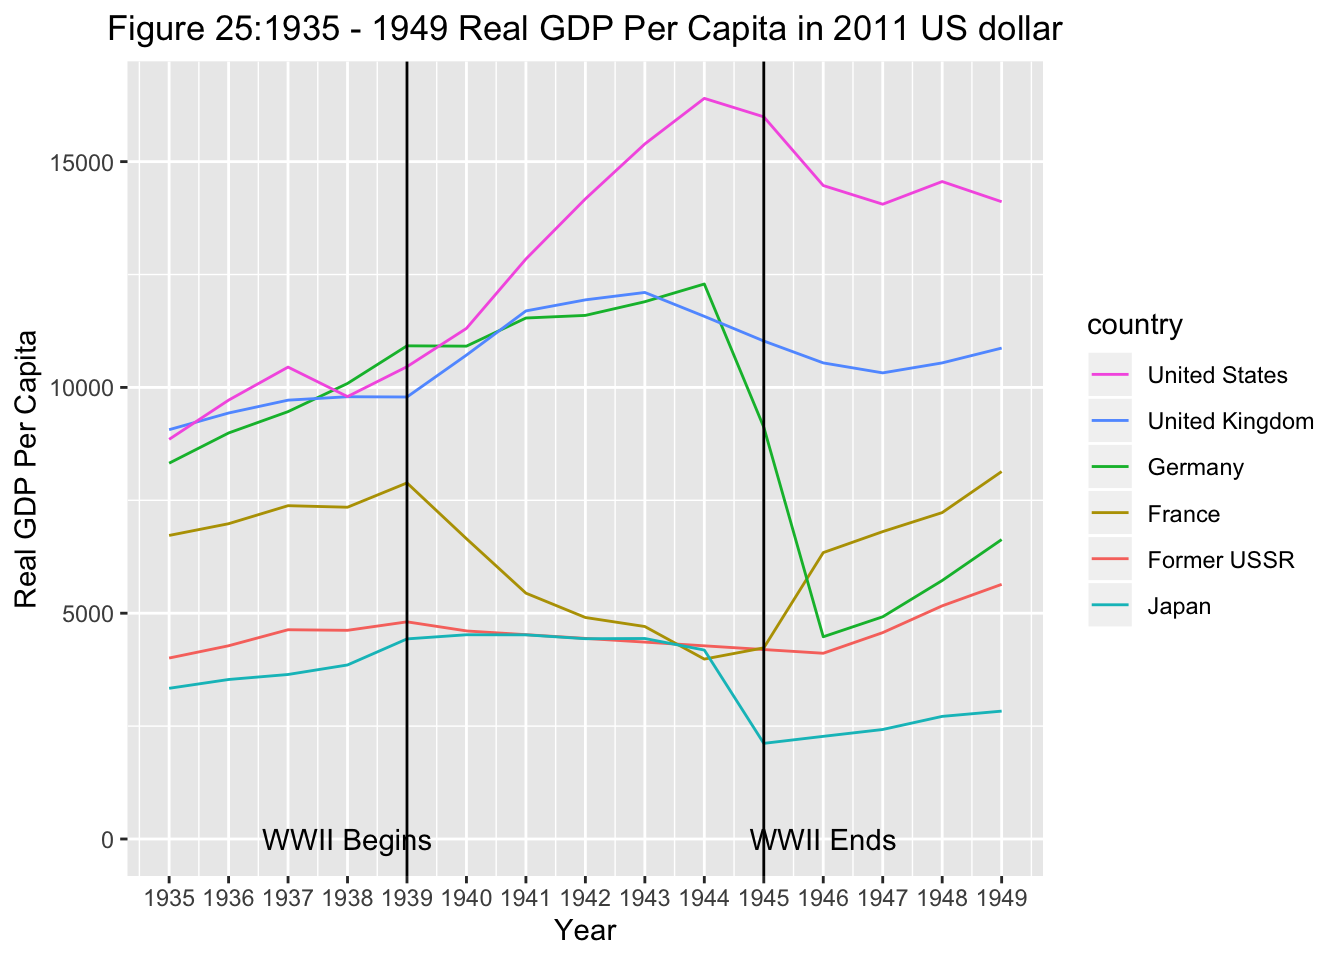 Figure 25:1935 - 1949 Real GDP Per Capita in 2011 US dollar
Real GDP Per Capita
15000
10000
5000
0
WWII Begins
WWII Ends
1935 1936 1937 1938 1939 1940 1941 1942 1943 1944 1945 1946 1947 1948 1949
Year
country
United States
United Kingdom
Germany
France
Former USSR
Japan